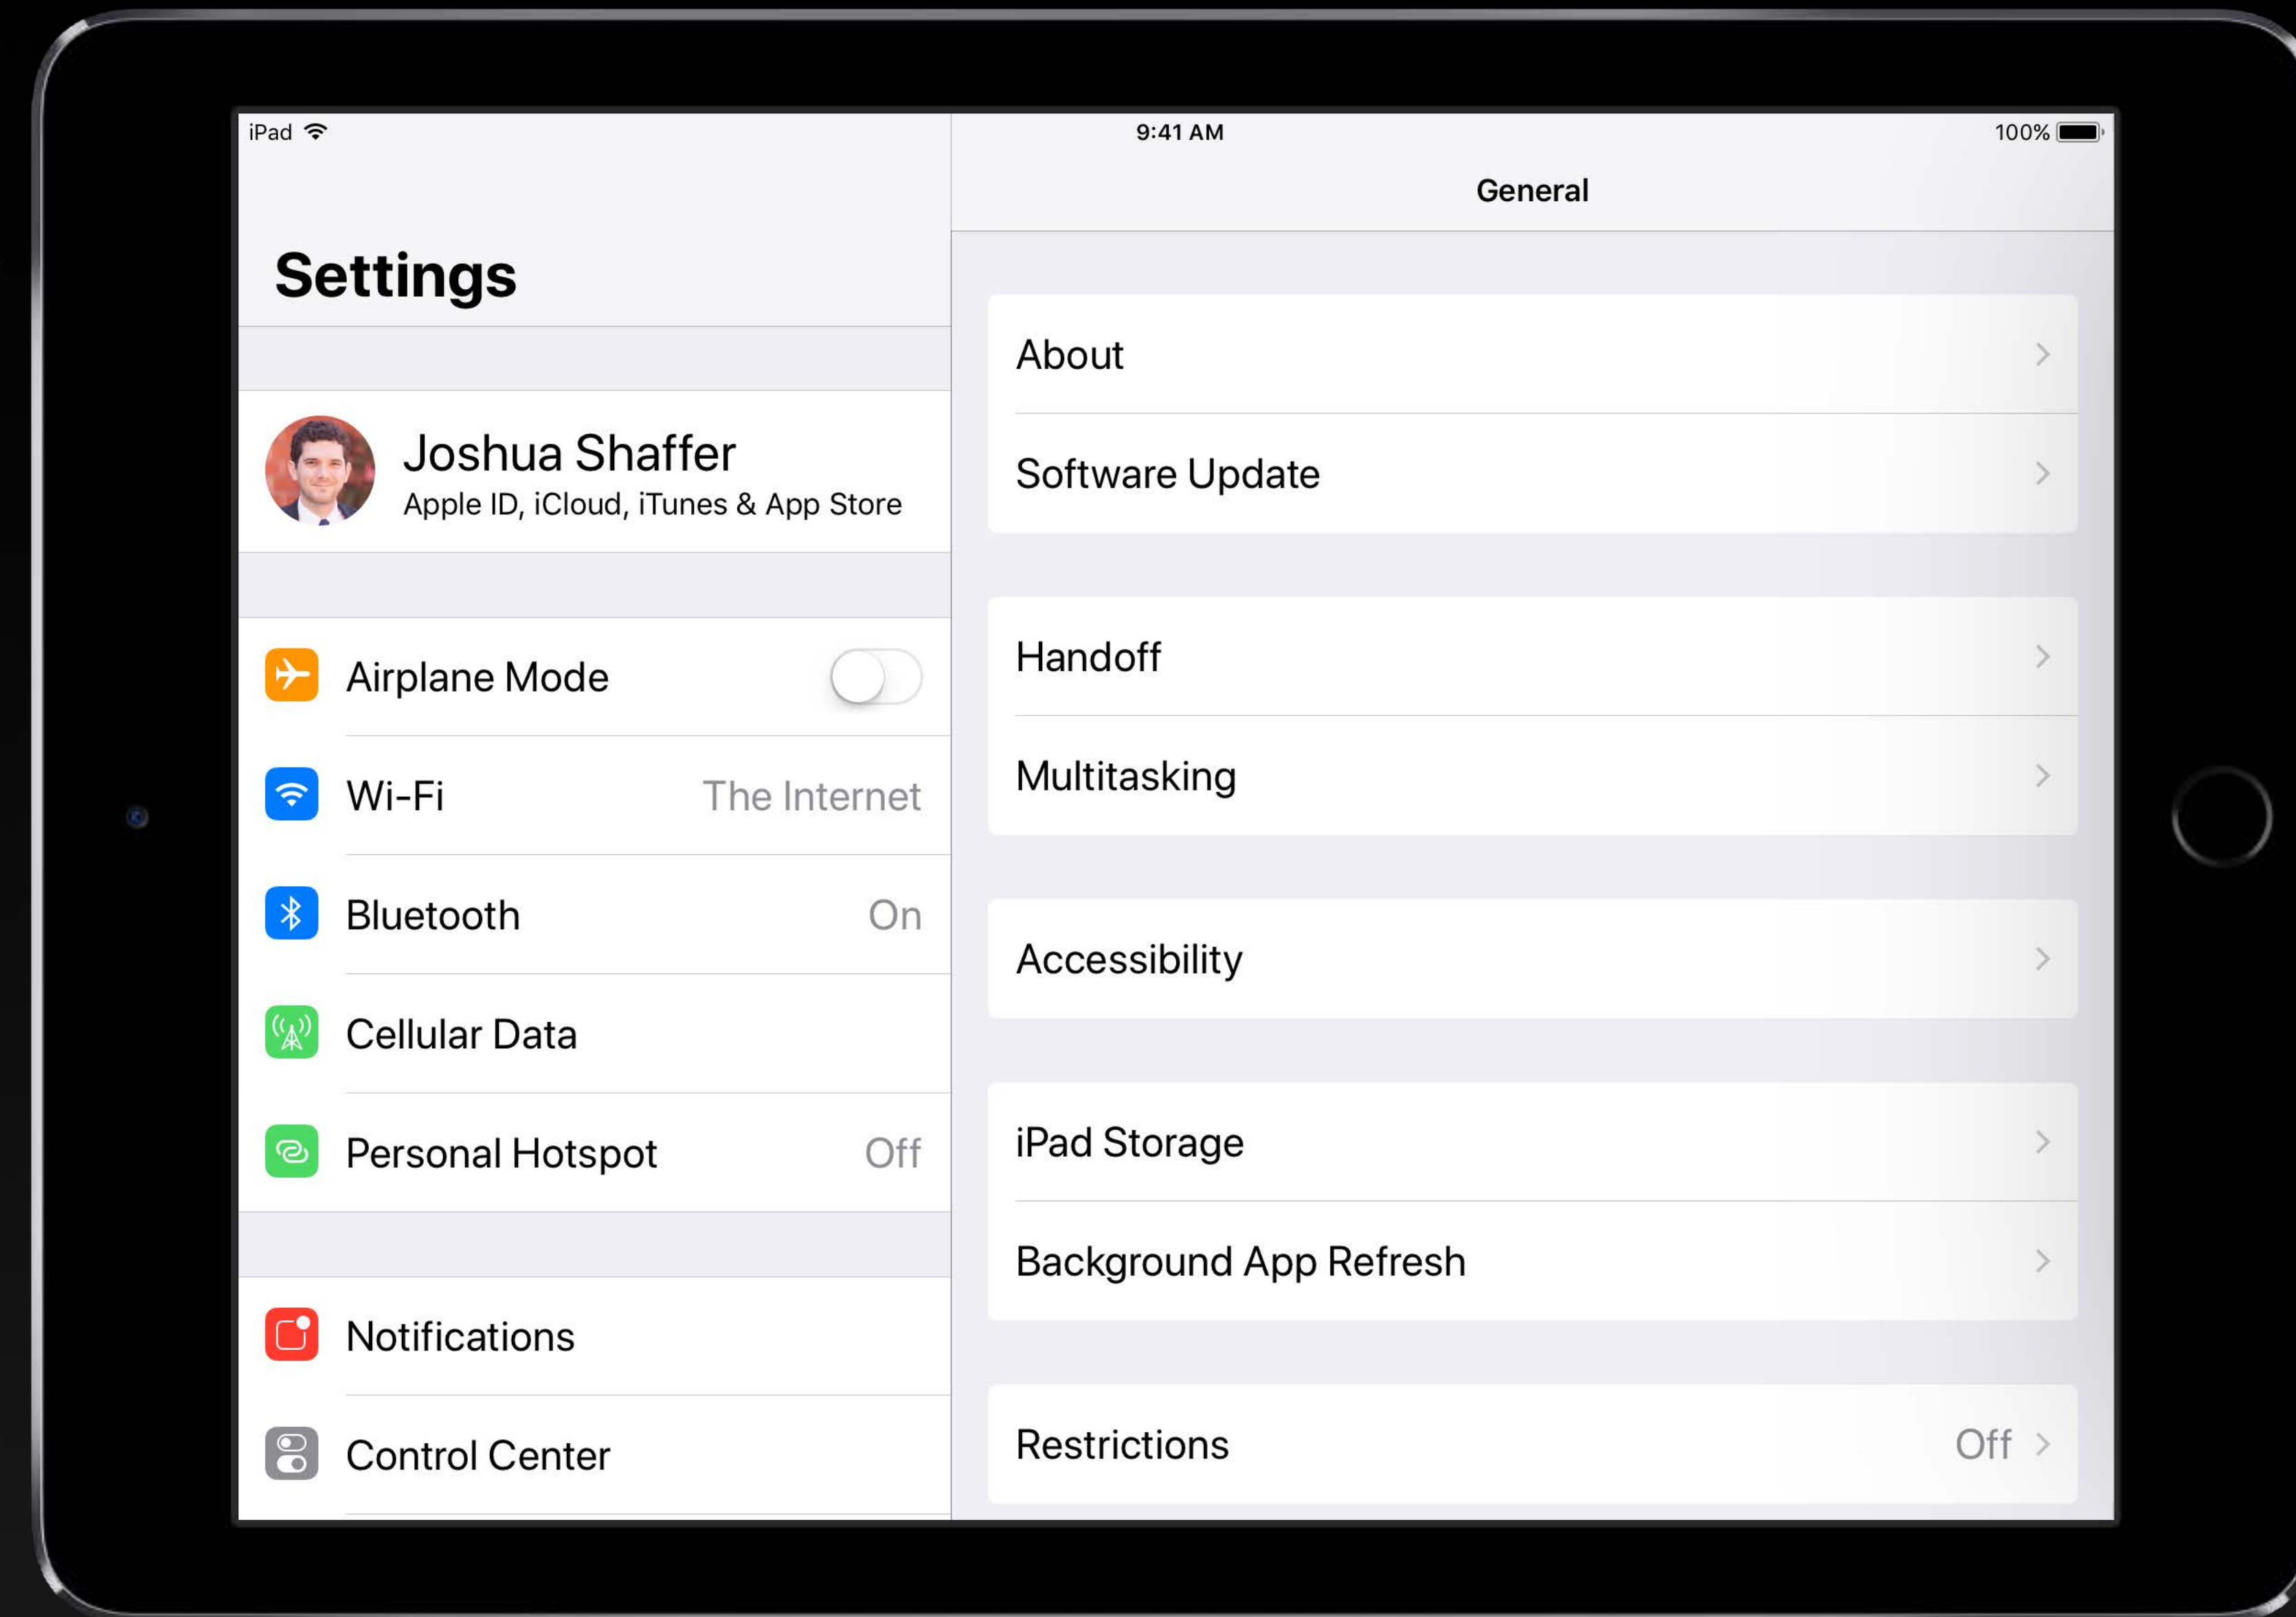 iPad
9:41 AM
100%
Settings
Joshua Shaffer
Apple ID, iCloud, iTunes & App Store
Airplane Mode
Wi-Fi The Internet
Bluetooth On
Cellular Data
Personal Hotspot Off
Notifications
Control Center
General
About
Software Update
Handoff
Multitasking
Accessibility
iPad Storage
Background App Refresh
Restrictions Off